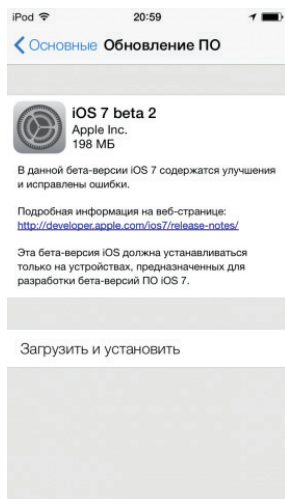 iPod 20:59
Основные Обновление ПО
iOS 7 beta 2
Apple Inc.
198 МБ
В данной бета-версии iOS 7 содержатся улучшения
и исправлены ошибки.
Подробная информация на веб-странице:
http://developer.apple.com/ios7/release-notes/
Эта бета-версия iOS должна устанавливаться
только на устройствах, предназначенных для
разработки бета-версий ПО iOS 7.
Загрузить и установить